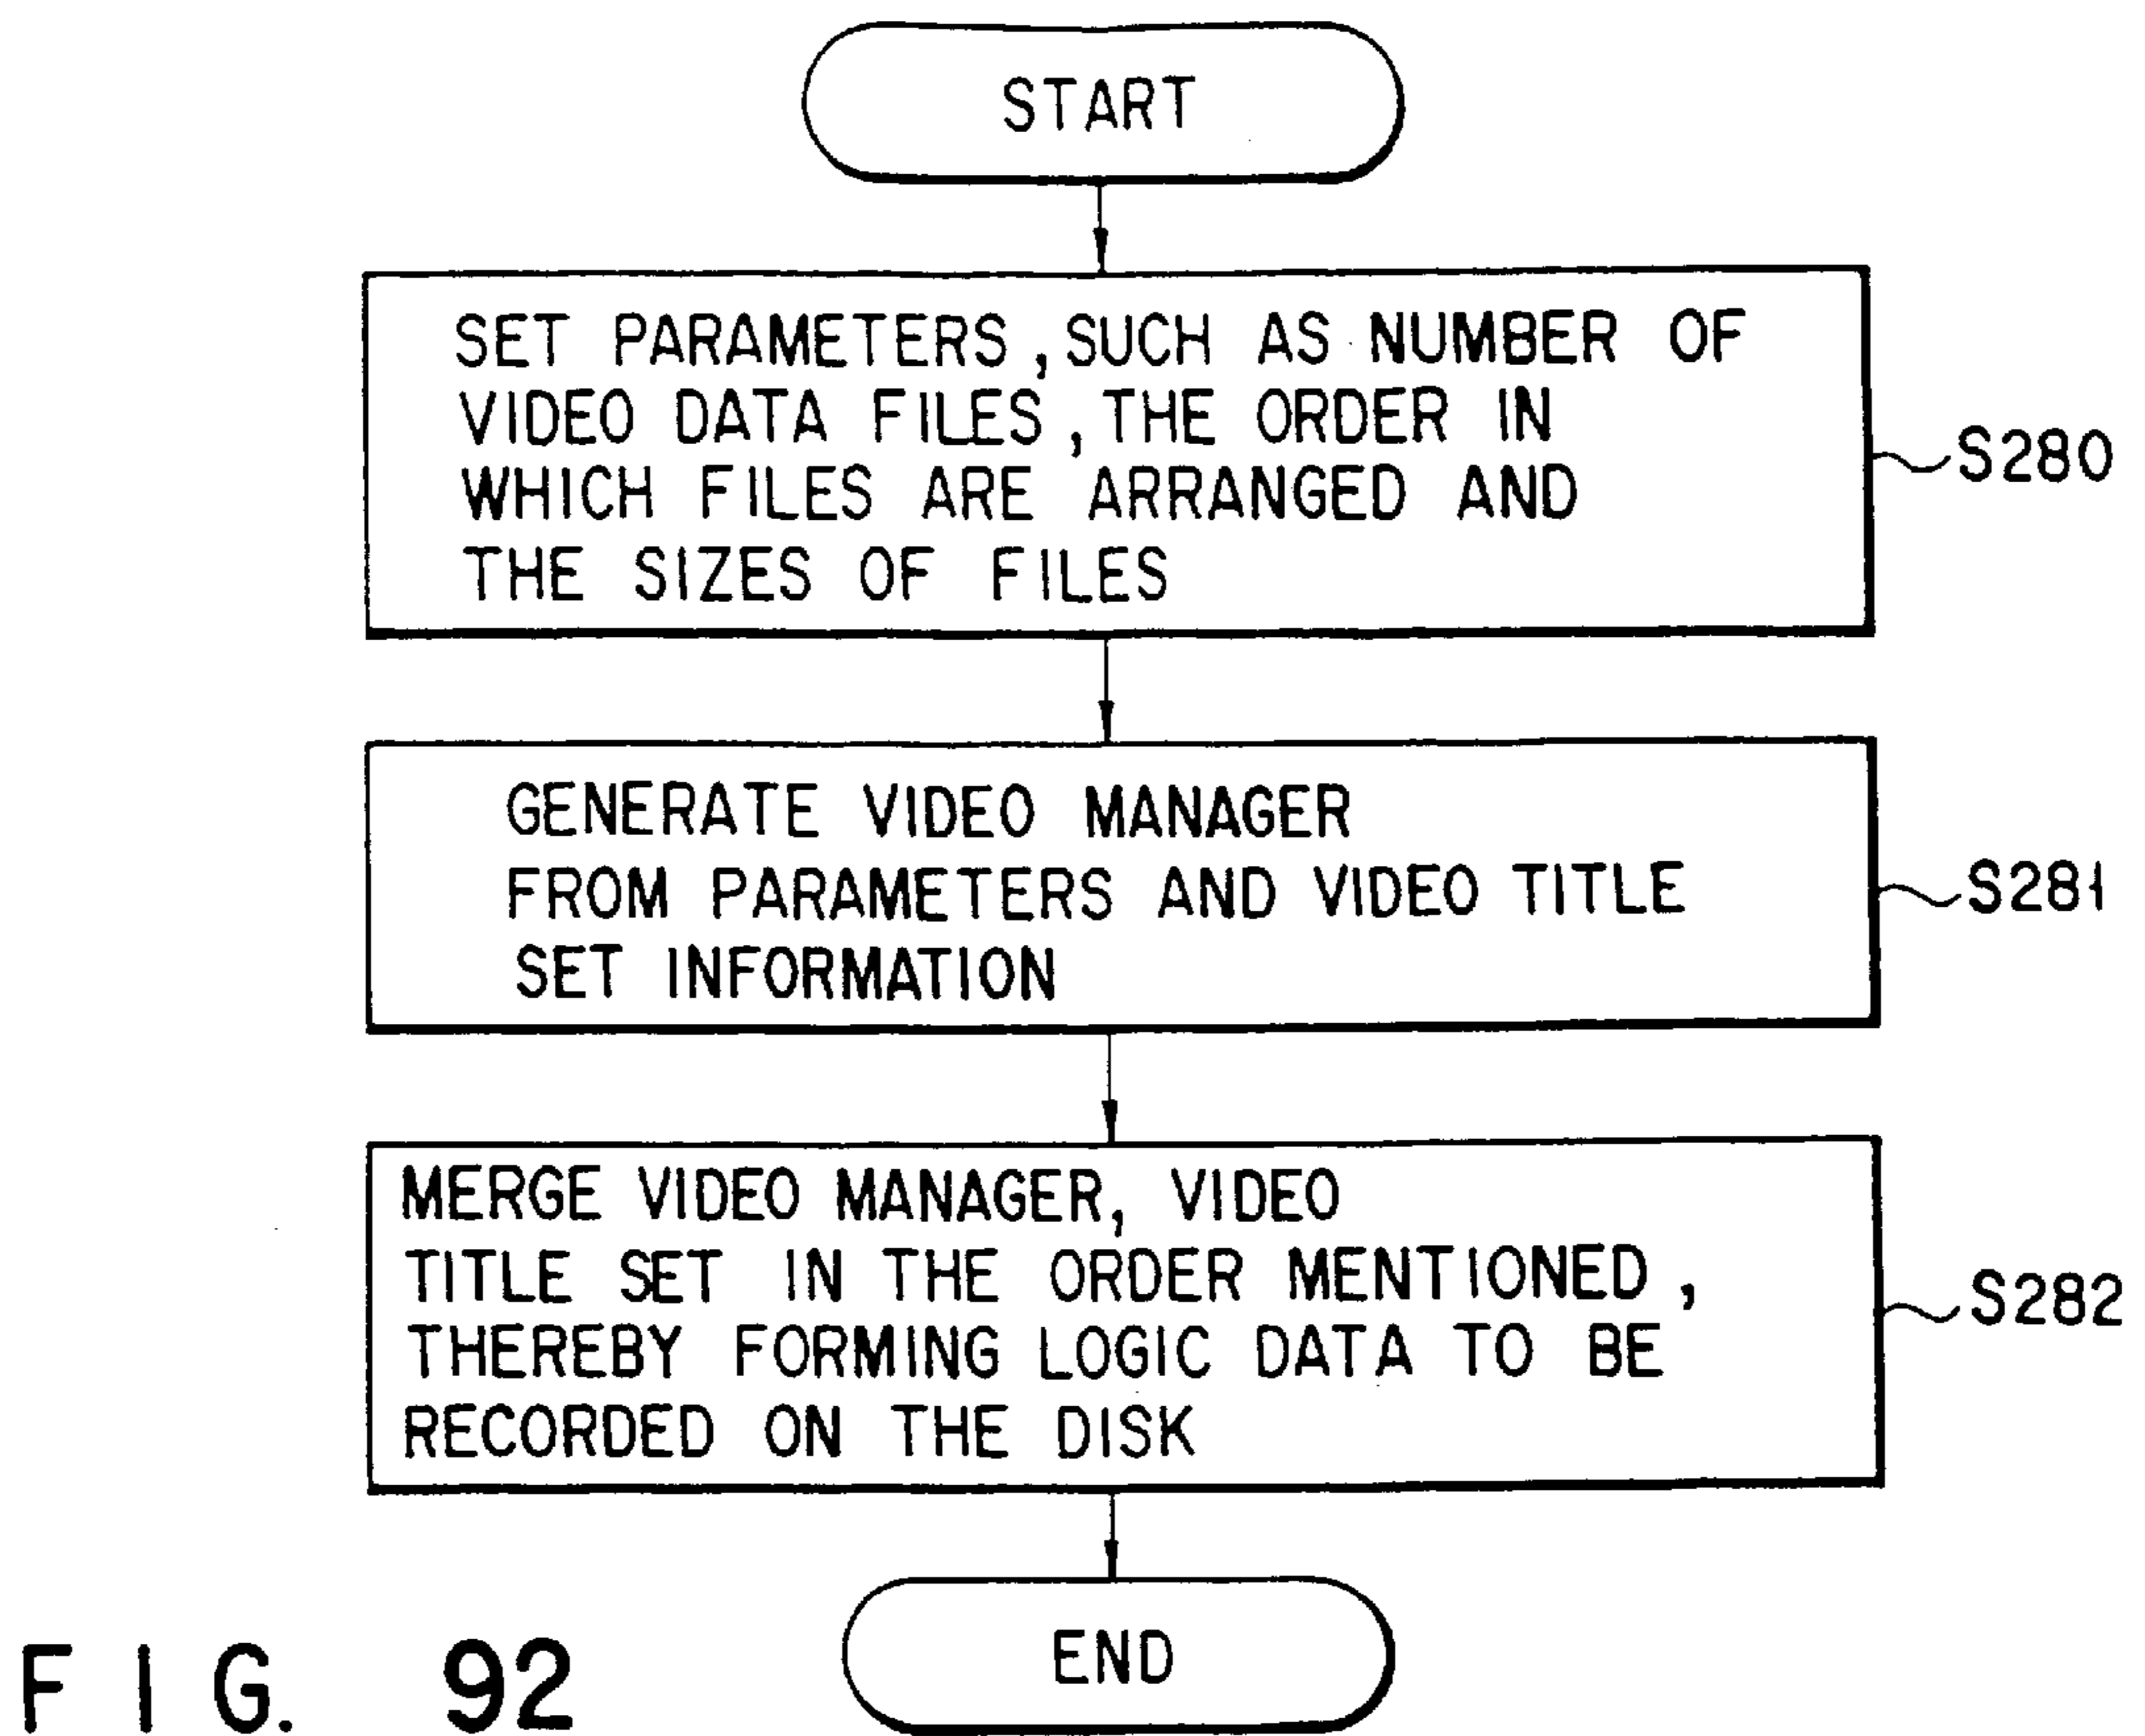 START
SET PARAMETERS, SUCH AS NUMBER OF
VIDEO DATA FILES, THE ORDER IN
WHICH FILES ARE ARRANGED AND
THE SIZES OF FILES
S280
GENERATE VIDEO MANAGER
FROM PARAMETERS AND VIDEO TITLE
SET INFORMATION
S281
MERGE VIDEO MANAGER, VIDEO
TITLE SET IN THE ORDER MENTIONED,
THEREBY FORMING LOGIC DATA TO BE
RECORDED ON THE DISK
S282
END
FIG. 92